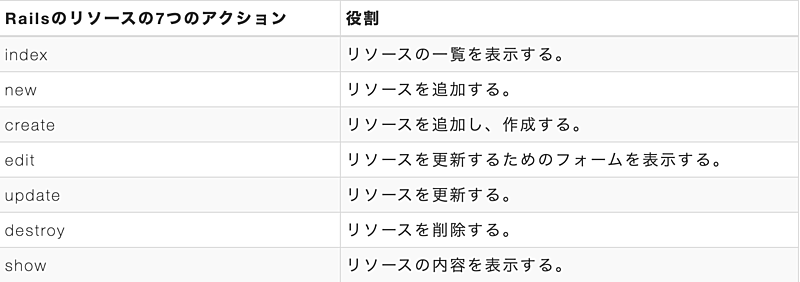 Railsのリソースの7つのアクション 役割
index リソースの一覧を表示する。
new リソースを追加する。
create リソースを追加し、作成する。
edit リソースを更新するためのフォームを表示する。
update リソースを更新する。
destroy リソースを削除する。
show リソースの内容を表示する。